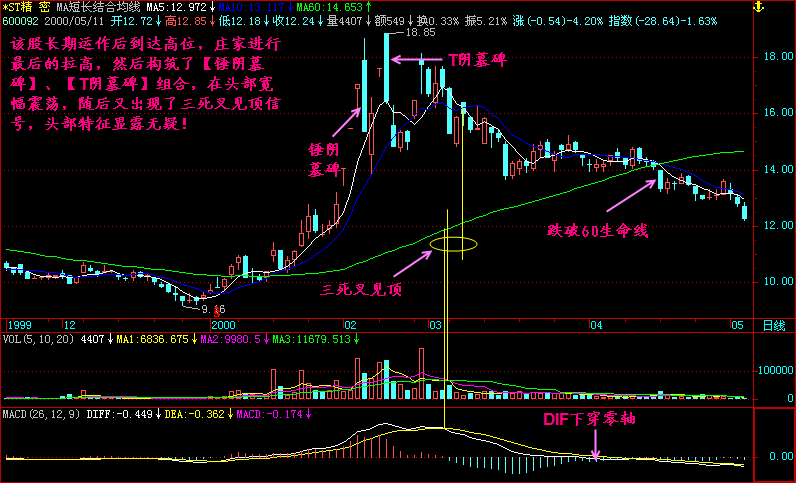 *ST精 密 MA短长结合均线 MA5:12.972↓ MA10:13.117↓ MA60:14.653↑
600092 2000/05/11 开12.72↓高12.85↓低12.18↓收12.24↓量4407↓额549↓换0.33% 振5.21% 涨(-0.54)-4.20% 指数(-28.64)-1.63%
该股长期运作后到达高位，庄家进行
最后的拉高，然后构筑了【锤阴墓
碑】、【T阴墓碑】组合，在头部宽
幅震荡，随后又出现了三死叉见顶信
号，头部特征显露无疑！
18.85
T阴墓碑
18.00
16.00
锤阴
墓碑
14.00
跌破60生命线
12.00
三死叉见顶
10.00
1999 12 2000 02 03 04 05 日线
VOL(5,10,20) 4407↓MA1:6836.675↓MA2:9980.5↓MA3:11679.513↓
100000
MACD(26,12,9) DIFF:-0.449↓ DEA:-0.362↓ MACD:-0.174↓
DIF下穿零轴
0.00